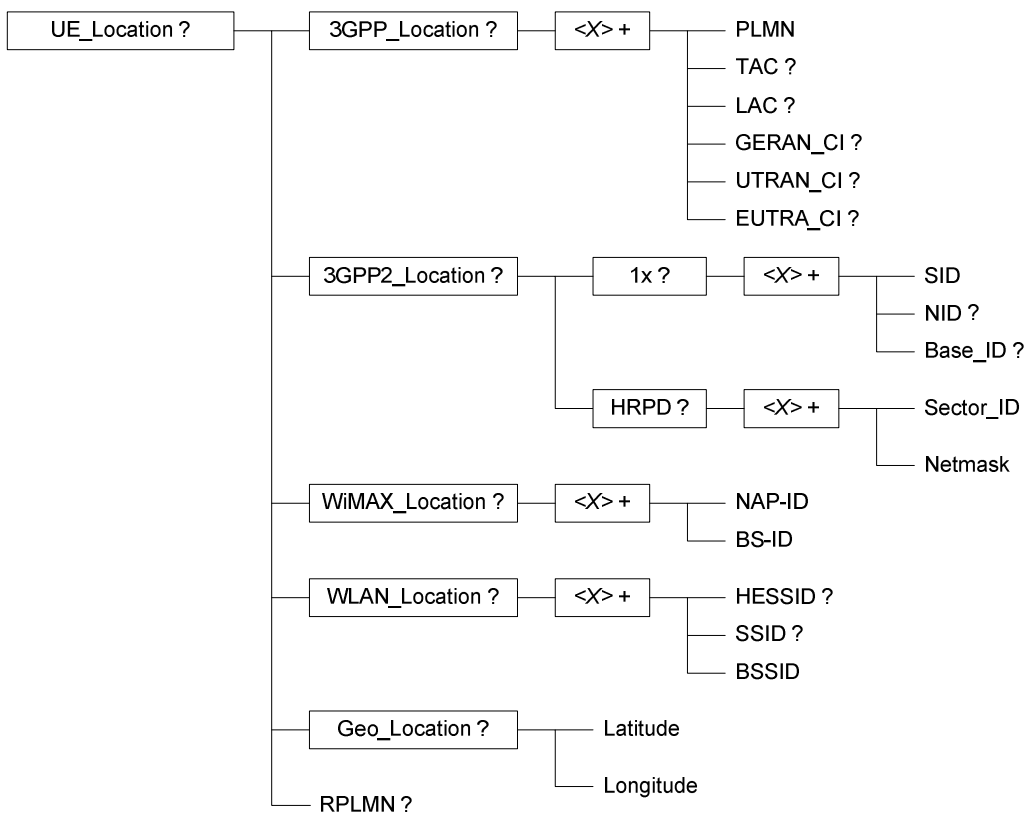 UE_Location ?
3GPP_Location ?
<X> +
PLMN
TAC ?
LAC ?
GERAN_CI ?
UTRAN_CI ?
EUTRA_CI ?
3GPP2_Location ?
1x ?
<X> +
SID
NID ?
Base_ID ?
HRPD ?
<X> +
Sector_ID
Netmask
WiMAX_Location ?
<X> +
NAP-ID
BS-ID
WLAN_Location ?
<X> +
HESSID ?
SSID ?
BSSID
Geo_Location ?
Latitude
Longitude
RPLMN ?